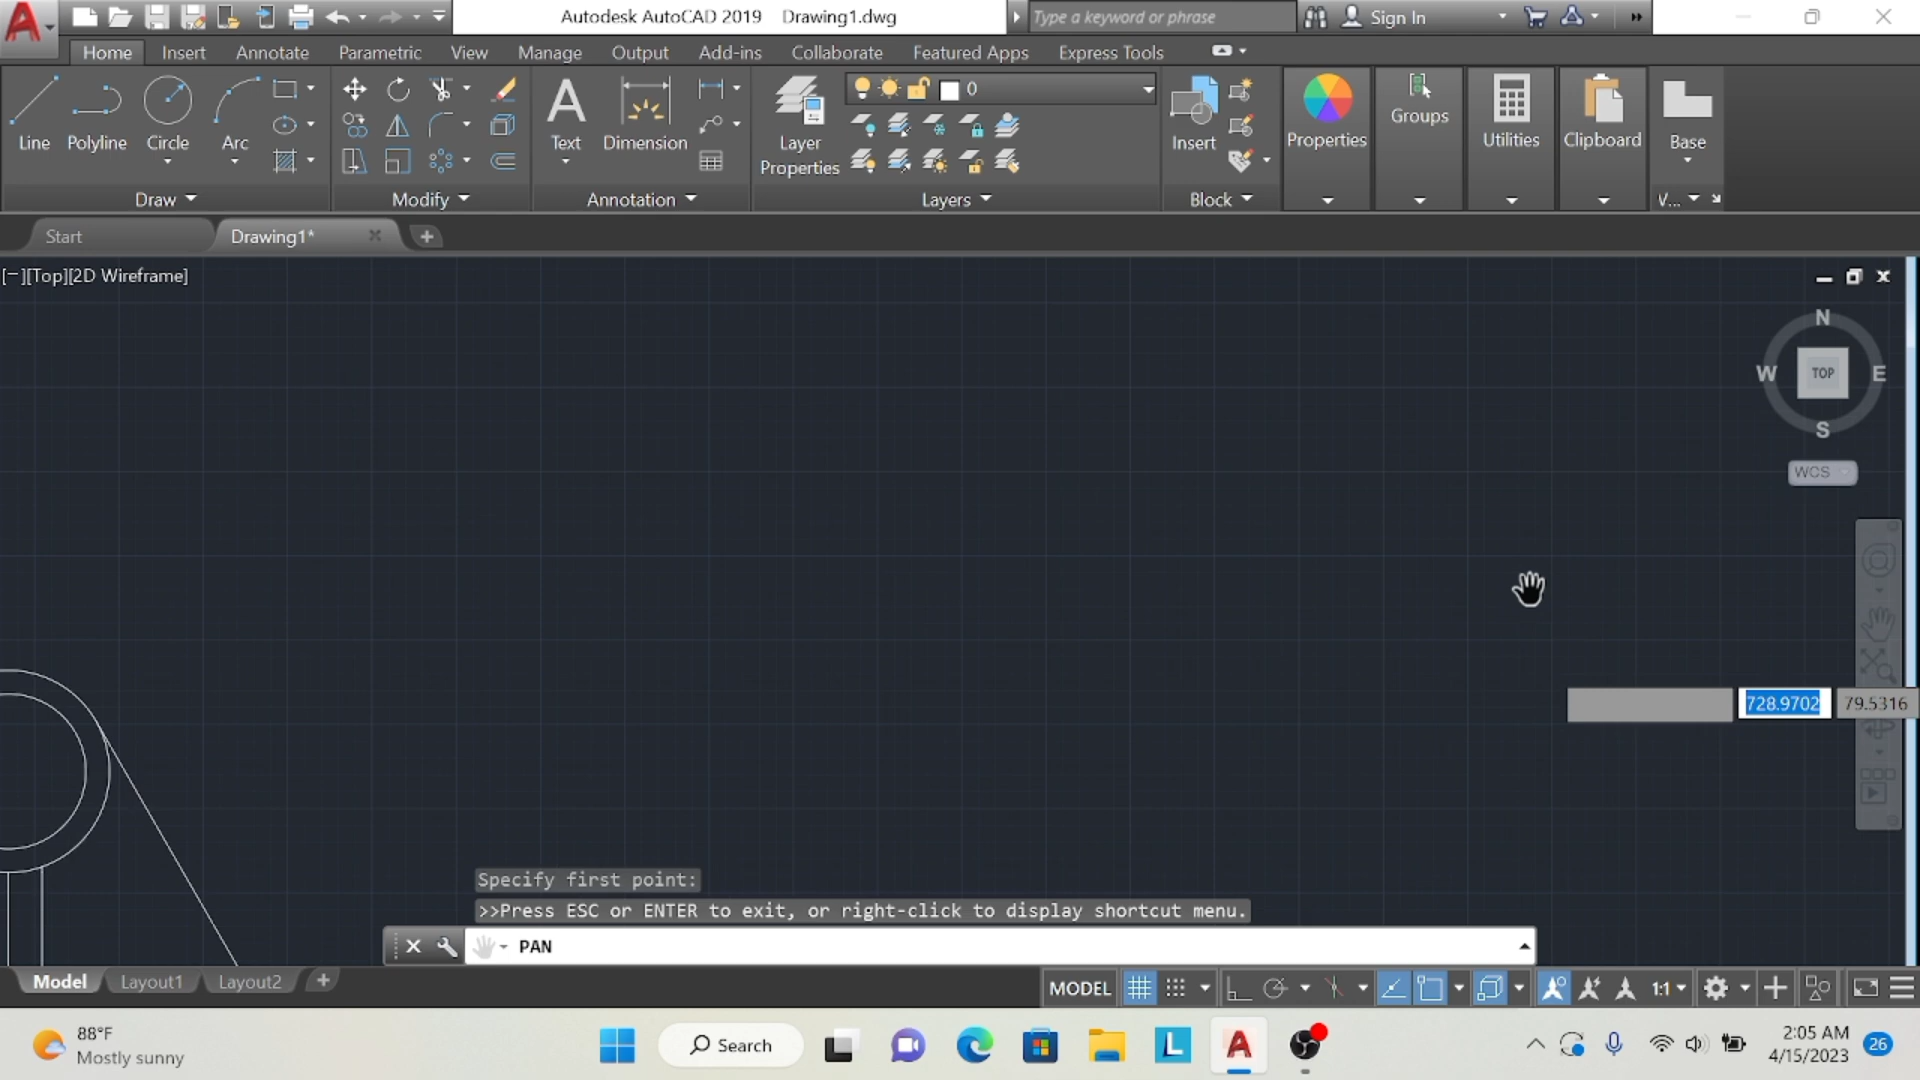 Autodesk AutoCAD 2019 Drawing1.dwg
Type a keyword or phrase
Sign In
Home Insert Annotate Parametric View Manage Output Add-ins Collaborate Featured Apps Express Tools
Line Polyline Circle Arc
Text Dimension
Layer Properties
0
Insert
Properties Groups Utilities Clipboard Base
Draw Modify Annotation Layers Block V...
Start Drawing1*
[−][Top][2D Wireframe]
N
W TOP E
S
WCS
728.9702 79.5316
Specify first point:
>>Press ESC or ENTER to exit, or right-click to display shortcut menu.
PAN
Model Layout1 Layout2
MODEL 1:1
88°F
Mostly sunny
Search
2:05 AM
4/15/2023
26